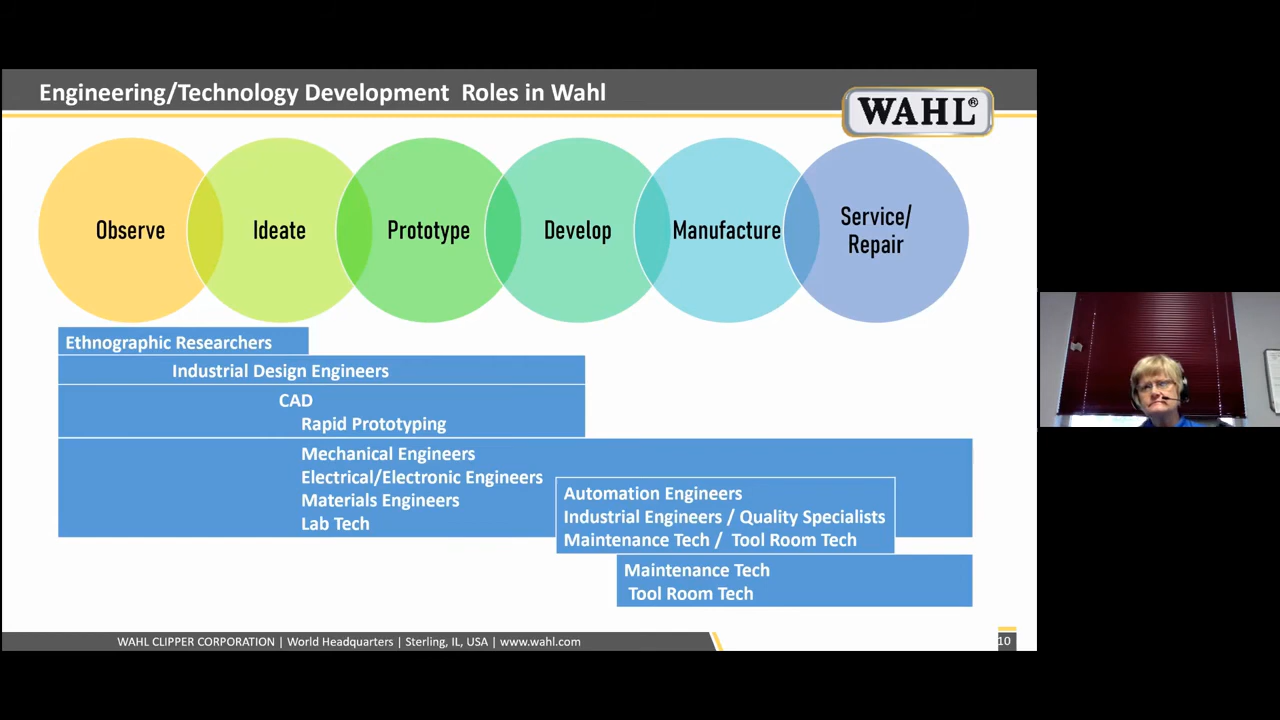 Engineering/Technology Development Roles in Wahl
WAHL®
Observe
Ideate
Prototype
Develop
Manufacture
Service/
Repair
Ethnographic Researchers
Industrial Design Engineers
CAD
Rapid Prototyping
Mechanical Engineers
Electrical/Electronic Engineers
Materials Engineers
Lab Tech
Automation Engineers
Industrial Engineers / Quality Specialists
Maintenance Tech / Tool Room Tech
Maintenance Tech
Tool Room Tech
WAHL CLIPPER CORPORATION | World Headquarters | Sterling, IL, USA | www.wahl.com
10